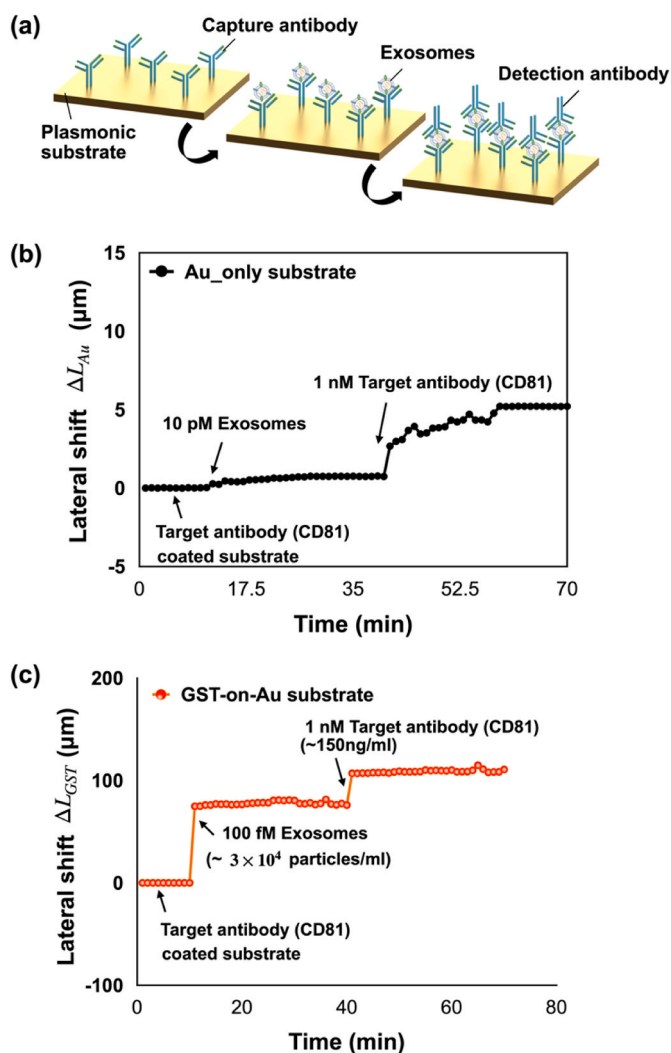 (a)
Capture antibody
Exosomes
Detection antibody
Plasmonic
substrate
(b)
15
10
5
0
-5
Lateral shift ΔL_Au (μm)
Au_only substrate
1 nM Target antibody (CD81)
10 pM Exosomes
Target antibody (CD81)
coated substrate
0 17.5 35 52.5 70
Time (min)
(c)
200
100
0
-100
Lateral shift ΔL_GST (μm)
GST-on-Au substrate
1 nM Target antibody (CD81)
(~150ng/ml)
100 fM Exosomes
(~ 3×10⁴ particles/ml)
Target antibody (CD81)
coated substrate
0 20 40 60 80
Time (min)